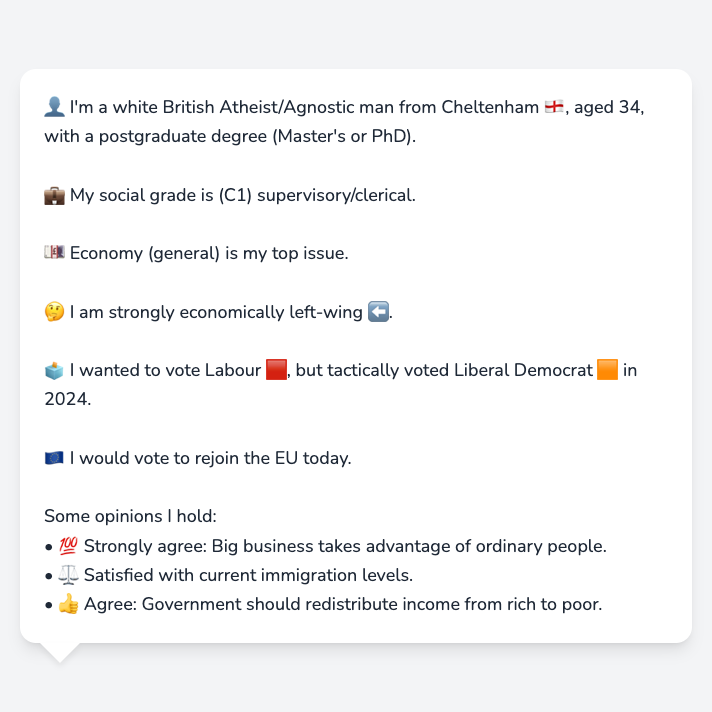 👤 I'm a white British Atheist/Agnostic man from Cheltenham 🏴󠁧󠁢󠁥󠁮󠁧󠁿, aged 34,
with a postgraduate degree (Master's or PhD).
💼 My social grade is (C1) supervisory/clerical.
💷 Economy (general) is my top issue.
🤔 I am strongly economically left-wing ⬅️.
🗳️ I wanted to vote Labour 🟥, but tactically voted Liberal Democrat 🟧 in
2024.
🇪🇺 I would vote to rejoin the EU today.
Some opinions I hold:
• 💯 Strongly agree: Big business takes advantage of ordinary people.
• ⚖️ Satisfied with current immigration levels.
• 👍 Agree: Government should redistribute income from rich to poor.